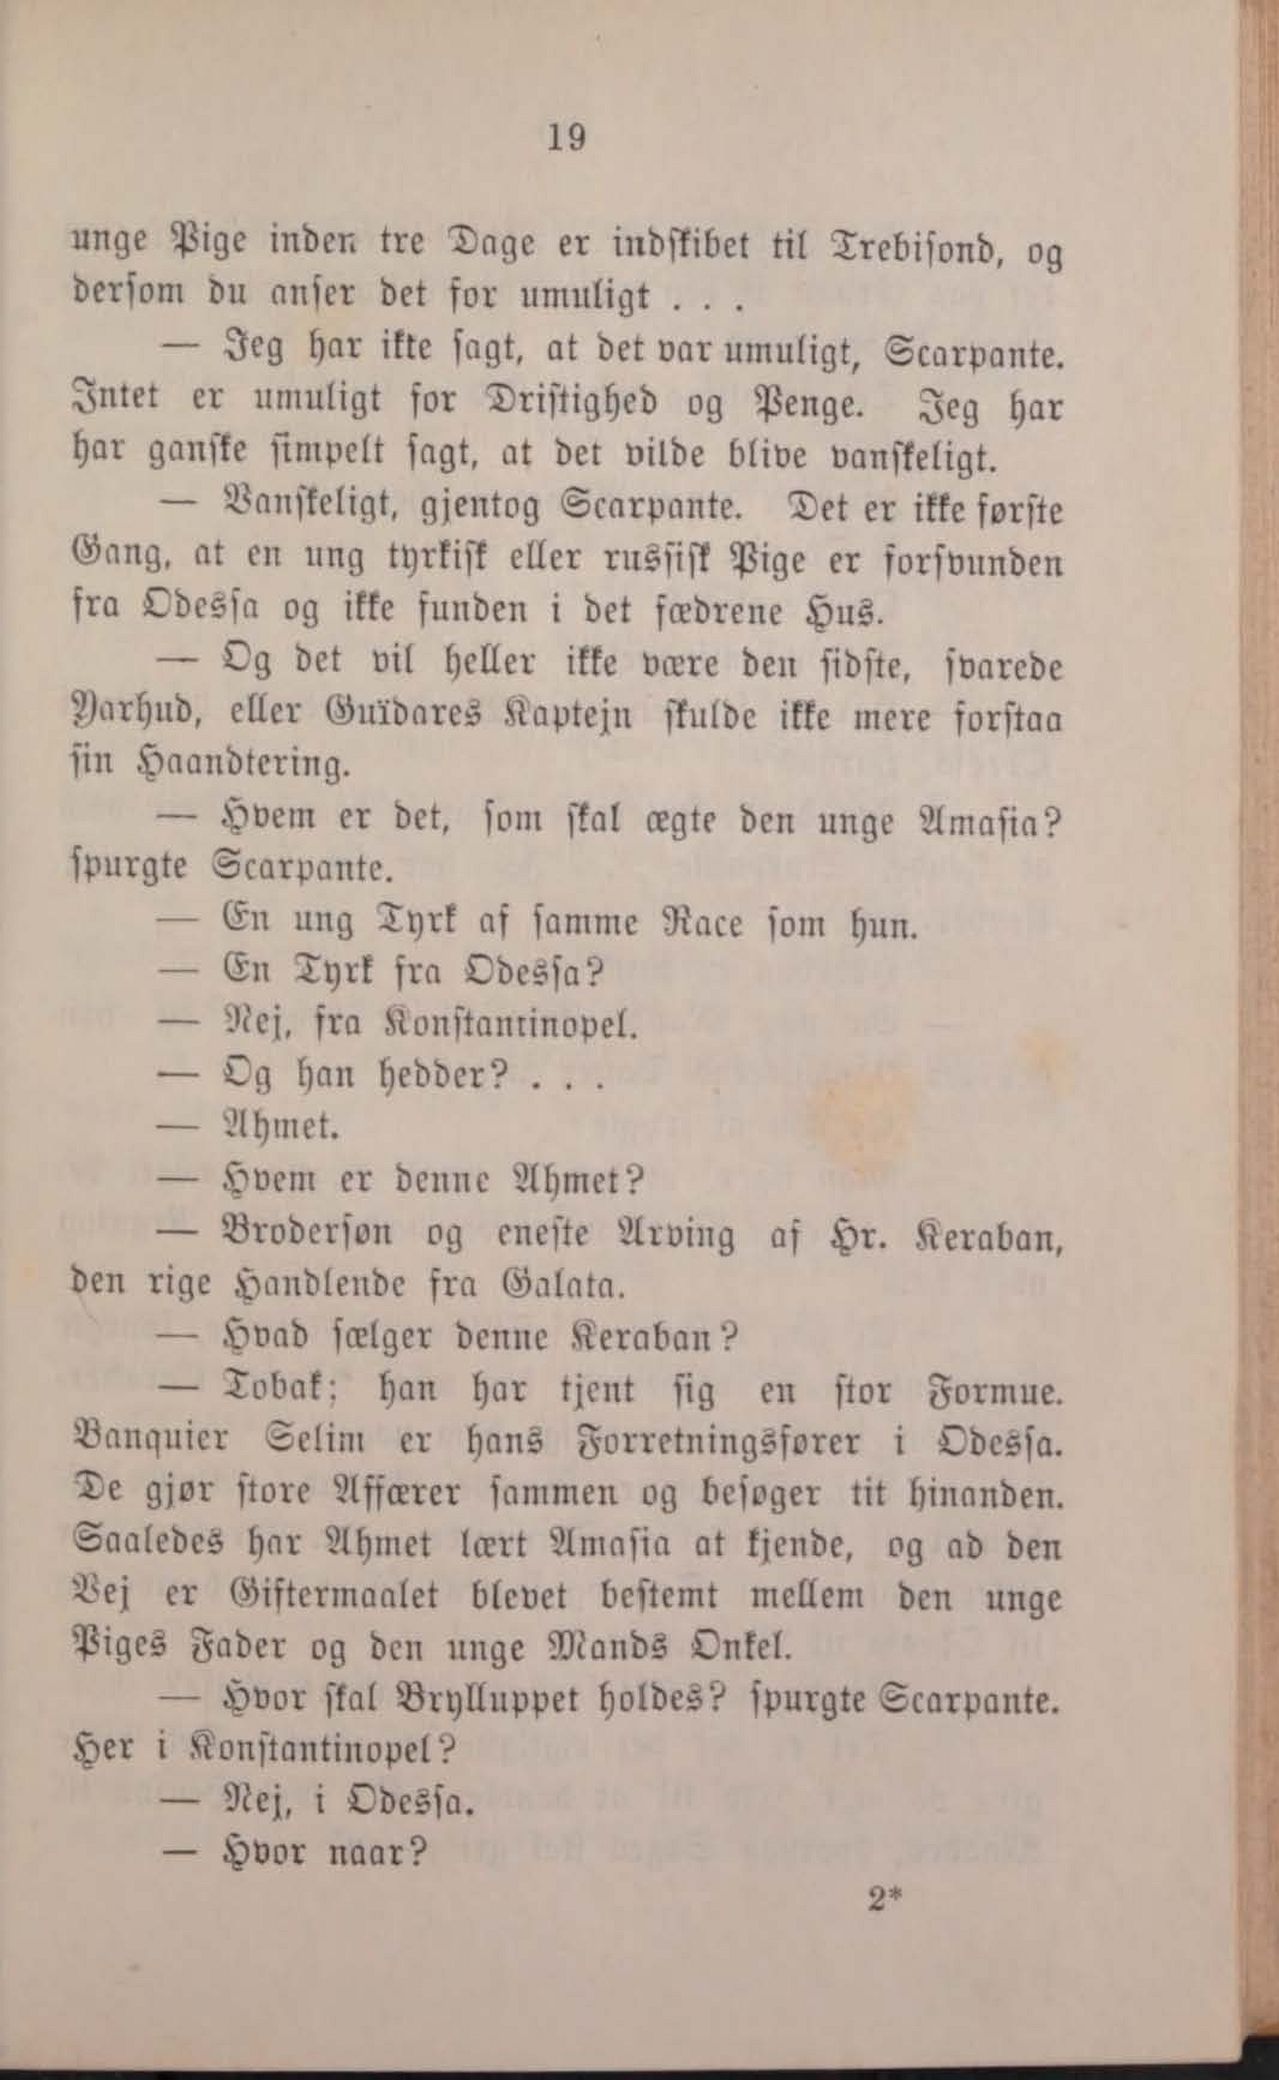 19
unge Pige inden tre Dage er indskibet til Trebisond, og
dersom du anser det for umuligt . . .
— Jeg har ikke sagt, at det var umuligt, Scarpante.
Intet er umuligt for Dristighed og Penge. Jeg har
har ganske simpelt sagt, at det vilde blive vanskeligt.
— Vanskeligt, gjentog Scarpante. Det er ikke første
Gang, at en ung tyrkisk eller russisk Pige er forsvunden
fra Odessa og ikke funden i det fædrene Hus.
— Og det vil heller ikke være den sidste, svarede
Yarhud, eller Guïdares Kaptejn skulde ikke mere forstaa
sin Haandtering.
— Hvem er det, som skal ægte den unge Amasia?
spurgte Scarpante.
— En ung Tyrk af samme Race som hun.
— En Tyrk fra Odessa?
— Nej, fra Konstantinopel.
— Og han hedder? . . .
— Ahmet.
— Hvem er denne Ahmet?
— Brodersøn og eneste Arving af Hr. Keraban,
den rige Handlende fra Galata.
— Hvad sælger denne Keraban?
— Tobak; han har tjent sig en stor Formue.
Banquier Selim er hans Forretningsfører i Odessa.
De gjør store Affærer sammen og besøger tit hinanden.
Saaledes har Ahmet lært Amasia at kjende, og ad den
Vej er Giftermaalet blevet bestemt mellem den unge
Piges Fader og den unge Mands Onkel.
— Hvor skal Brylluppet holdes? spurgte Scarpante.
Her i Konstantinopel?
— Nej, i Odessa.
— Hvor naar?
2*